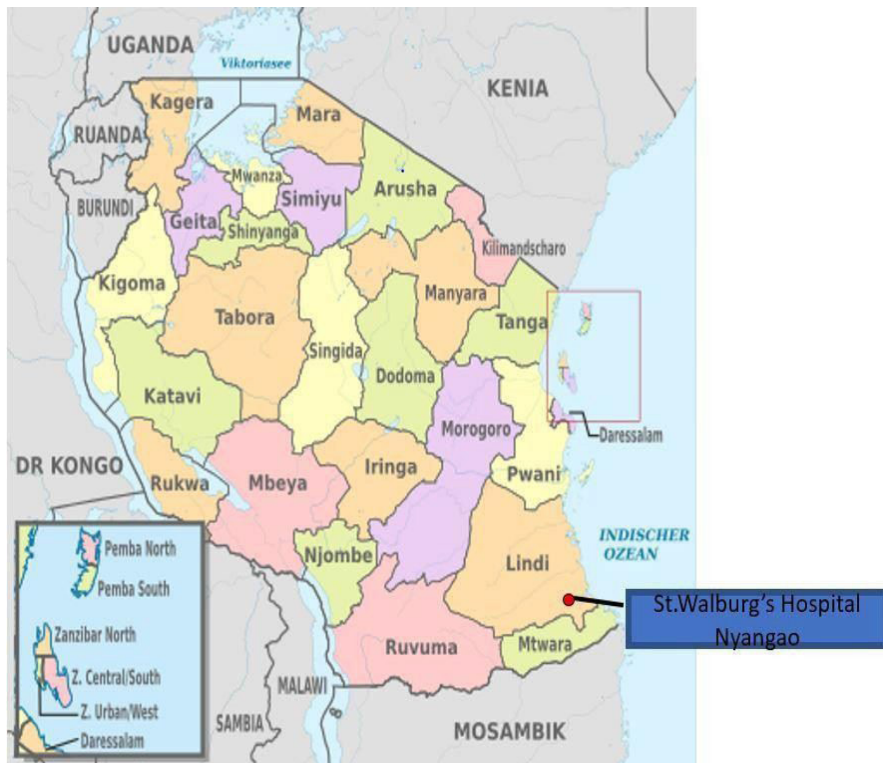 UGANDA
Viktoriasee
KENIA
Kagera
Mara
RUANDA
Mwanza
Arusha
BURUNDI
Geita
Simiyu
Shinyanga
Kilimandscharo
Kigoma
Manyara
Tabora
Tanga
Singida
Dodoma
Katavi
Morogoro
Daressalam
DR KONGO
Rukwa
Mbeya
Iringa
Pwani
INDISCHER
OZEAN
Njombe
Lindi
St.Walburg's Hospital
Nyangao
Ruvuma
Mtwara
MALAWI
SAMBIA
MOSAMBIK
Pemba North
Pemba South
Zanzibar North
Z. Central/South
Z. Urban/West
Daressalam